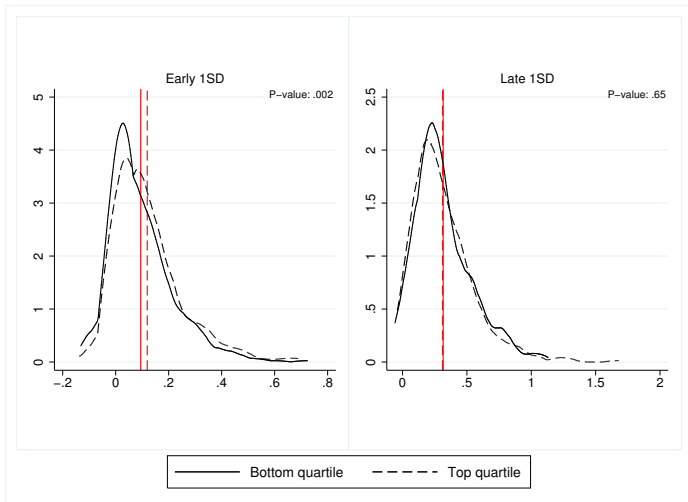 Early 1SD
P−value: .002
5
4
3
2
1
0
−.2 0 .2 .4 .6 .8
Late 1SD
P−value: .65
2.5
2
1.5
1
.5
0
0 .5 1 1.5 2
Bottom quartile Top quartile